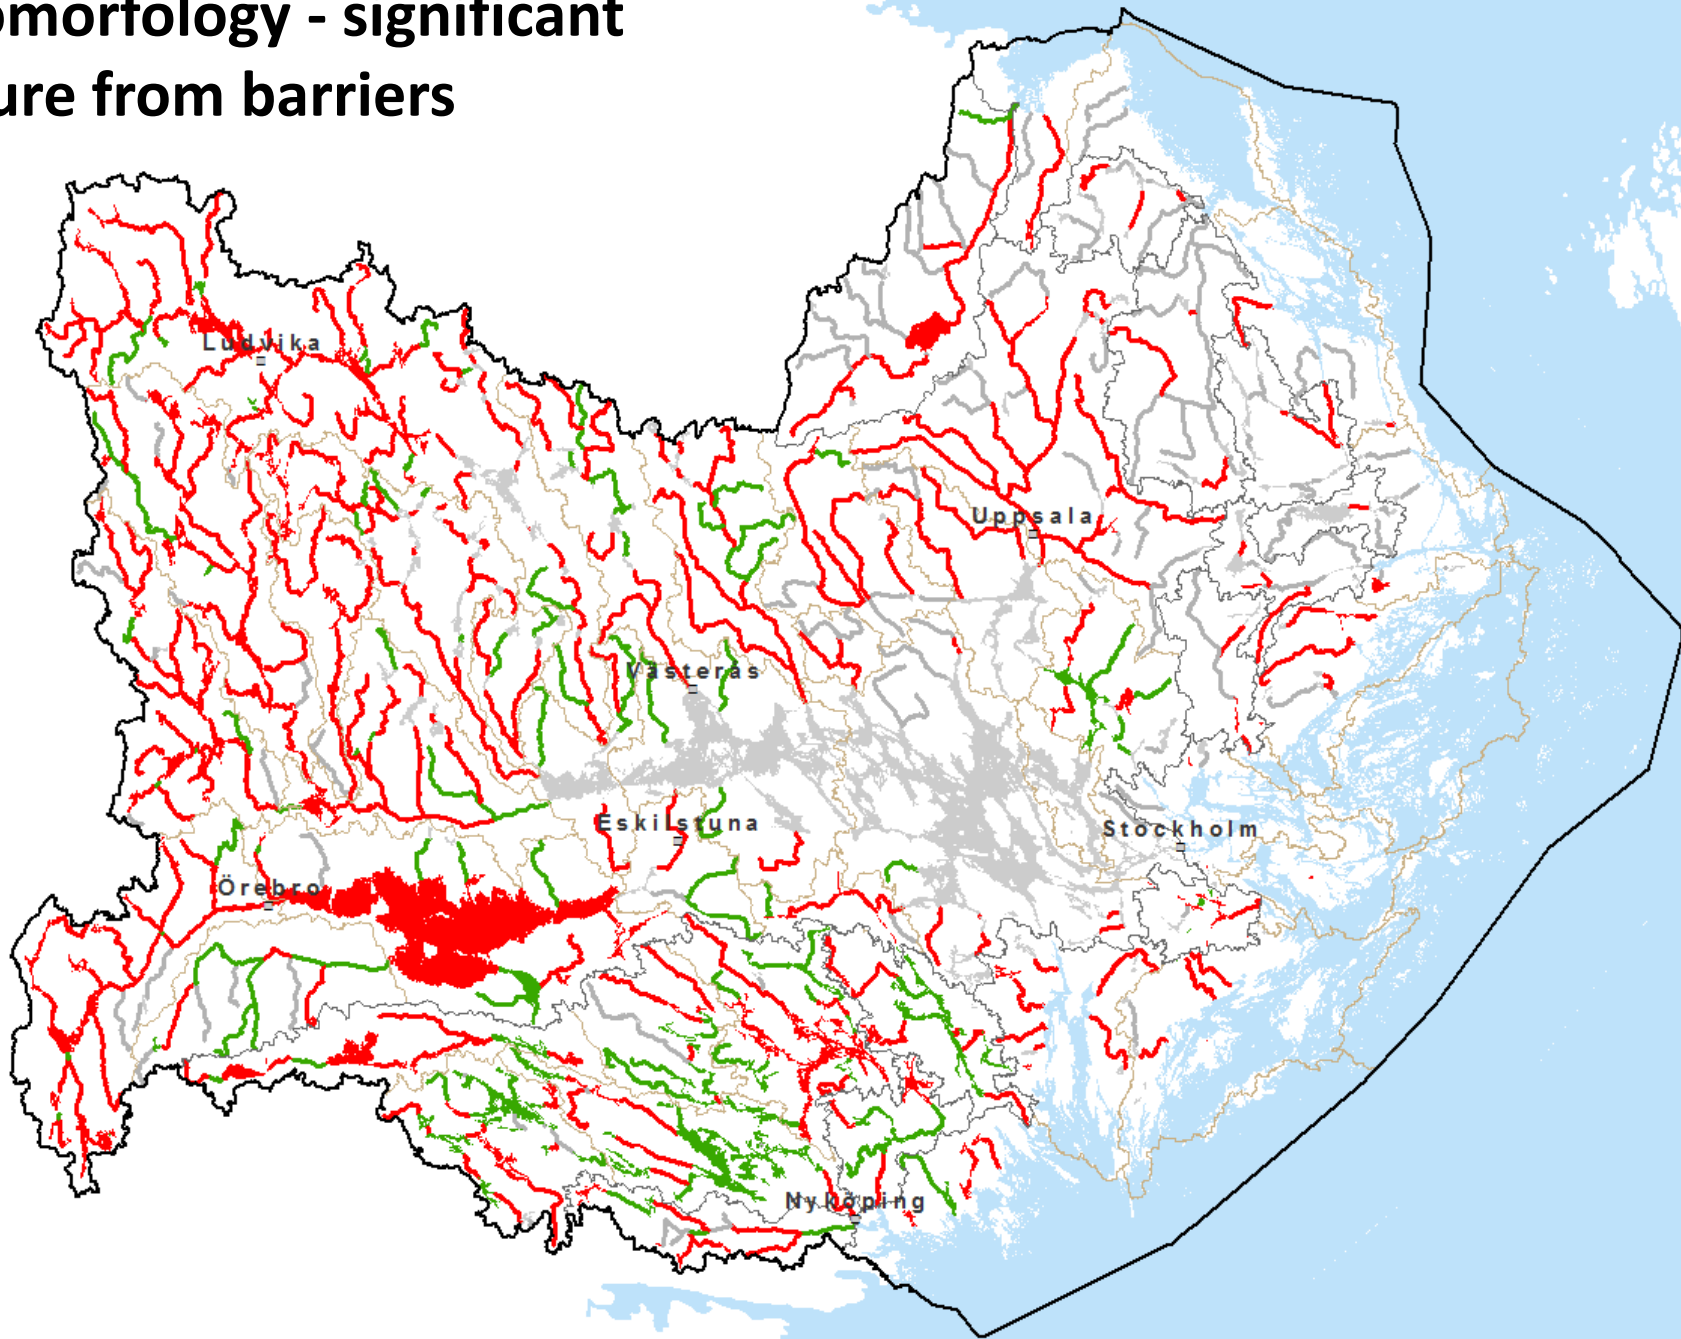 omorfology - significant
ure from barriers
Ludvika
Uppsala
Västerås
Eskilstuna
Stockholm
Örebro
Nyköping